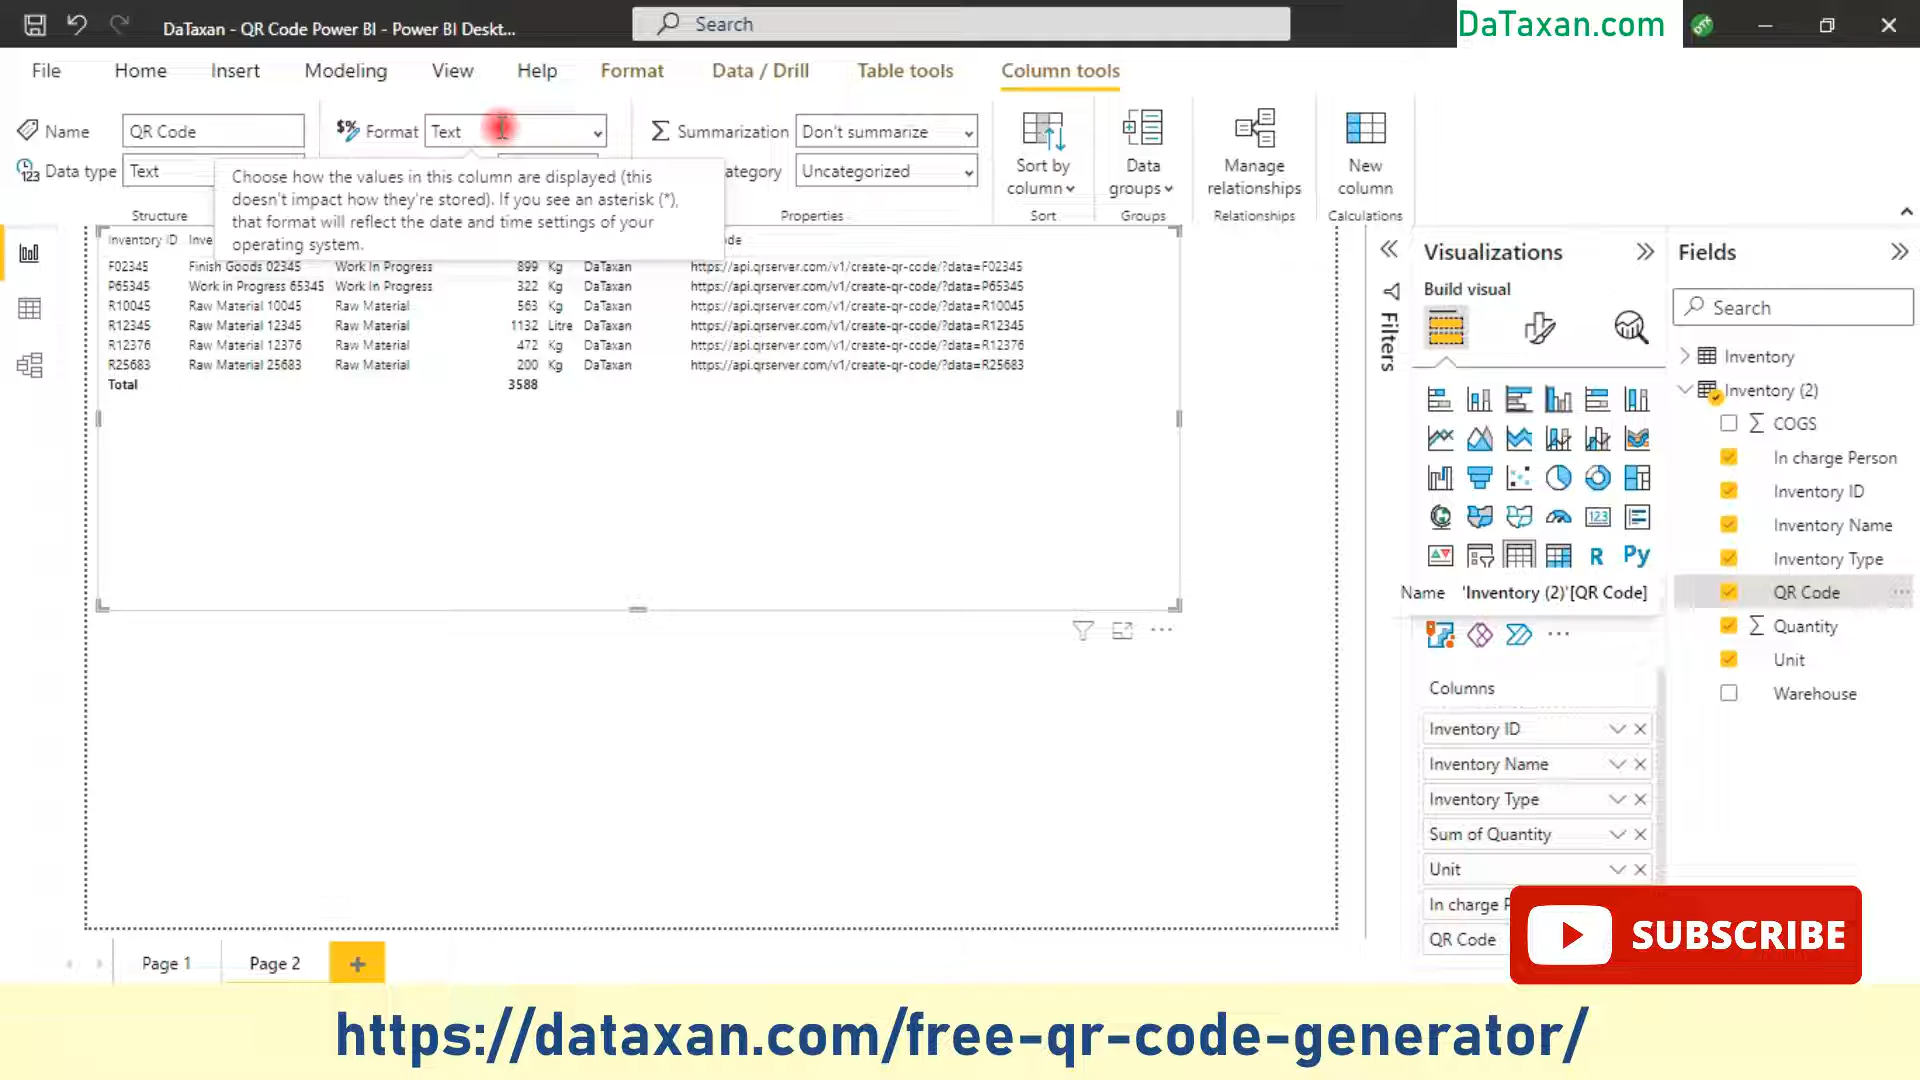 DaTaxan - QR Code Power BI - Power BI Deskt...
Search
DaTaxan.com
DTX
File Home Insert Modeling View Help Format Data / Drill Table tools Column tools
Name QR Code
$% Format Text
Summarization Don't summarize
Data type Text
ategory Uncategorized
Sort by column
Data groups
Manage relationships
New column
Structure
Properties
Sort
Groups
Relationships
Calculations
Choose how the values in this column are displayed (this
doesn't impact how they're stored). If you see an asterisk (*),
that format will reflect the date and time settings of your
operating system.
Inventory ID Inve de
F02345 Finish Goods 02345 Work In Progress 899 Kg DaTaxan https://api.qrserver.com/v1/create-qr-code/?data=F02345
P65345 Work in Progress 65345 Work In Progress 322 Kg DaTaxan https://api.qrserver.com/v1/create-qr-code/?data=P65345
R10045 Raw Material 10045 Raw Material 563 Kg DaTaxan https://api.qrserver.com/v1/create-qr-code/?data=R10045
R12345 Raw Material 12345 Raw Material 1132 Litre DaTaxan https://api.qrserver.com/v1/create-qr-code/?data=R12345
R12376 Raw Material 12376 Raw Material 472 Kg DaTaxan https://api.qrserver.com/v1/create-qr-code/?data=R12376
R25683 Raw Material 25683 Raw Material 200 Kg DaTaxan https://api.qrserver.com/v1/create-qr-code/?data=R25683
Total 3588
Filters
Visualizations
Build visual
123
R Py
Name 'Inventory (2)'[QR Code]
Columns
Inventory ID
Inventory Name
Inventory Type
Sum of Quantity
Unit
In charge P
QR Code
Fields
Search
Inventory
Inventory (2)
COGS
In charge Person
Inventory ID
Inventory Name
Inventory Type
QR Code
Quantity
Unit
Warehouse
SUBSCRIBE
Page 1 Page 2 +
https://dataxan.com/free-qr-code-generator/